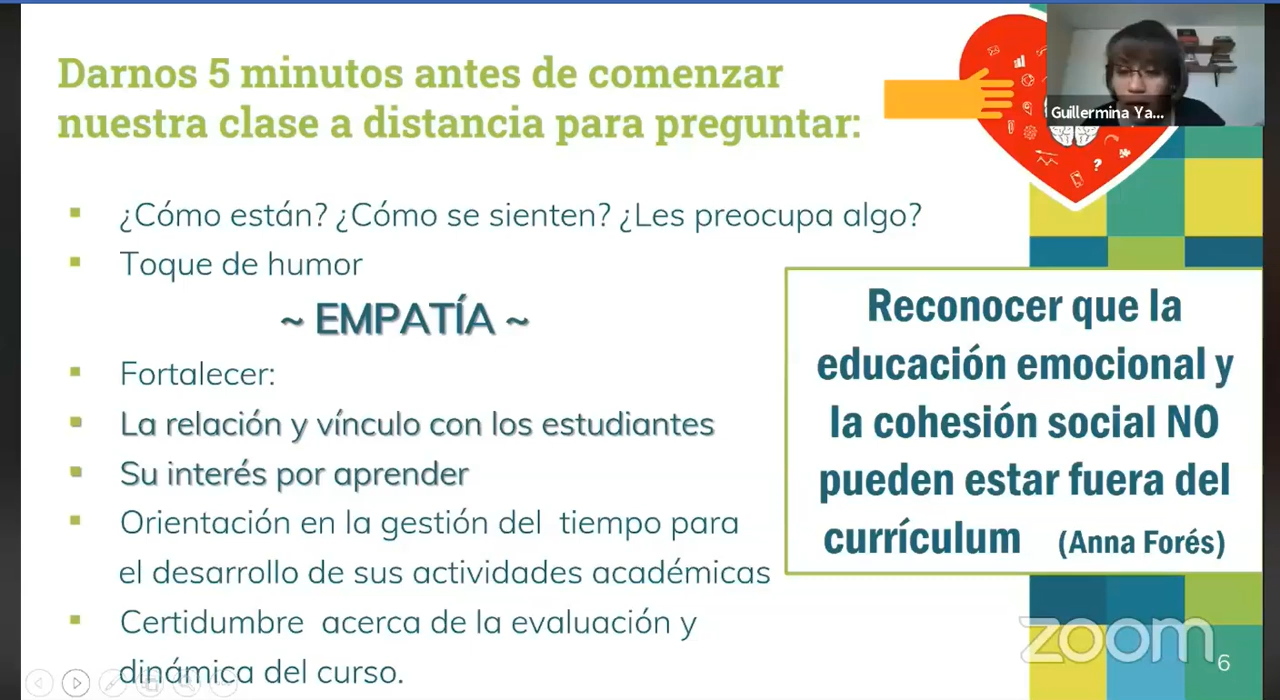 Darnos 5 minutos antes de comenzar
nuestra clase a distancia para preguntar:
Guillermina Ya...
¿Cómo están? ¿Cómo se sienten? ¿Les preocupa algo?
Toque de humor
~ EMPATÍA ~
Fortalecer:
La relación y vínculo con los estudiantes
Su interés por aprender
Orientación en la gestión del tiempo para
el desarrollo de sus actividades académicas
Certidumbre acerca de la evaluación y
dinámica del curso.
Reconocer que la
educación emocional y
la cohesión social NO
pueden estar fuera del
currículum (Anna Forés)
zoom
6